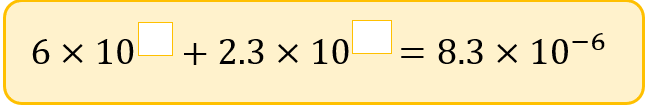 6 × 10^□ + 2.3 × 10^□ = 8.3 × 10⁻⁶